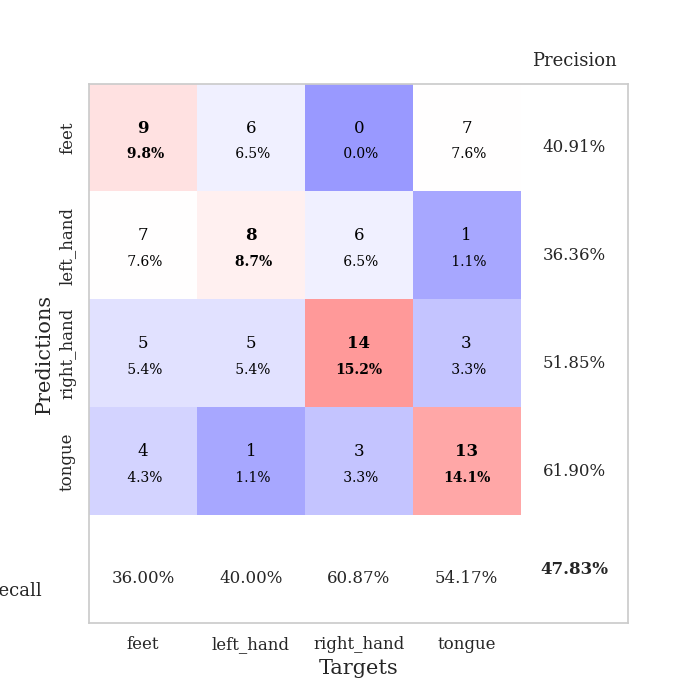 Precision
feet
9 6 0 7
9.8% 6.5% 0.0% 7.6%
40.91%
left_hand
7 8 6 1
7.6% 8.7% 6.5% 1.1%
36.36%
Predictions
right_hand
5 5 14 3
5.4% 5.4% 15.2% 3.3%
51.85%
tongue
4 1 3 13
4.3% 1.1% 3.3% 14.1%
61.90%
ecall
36.00% 40.00% 60.87% 54.17% 47.83%
feet left_hand right_hand tongue
Targets